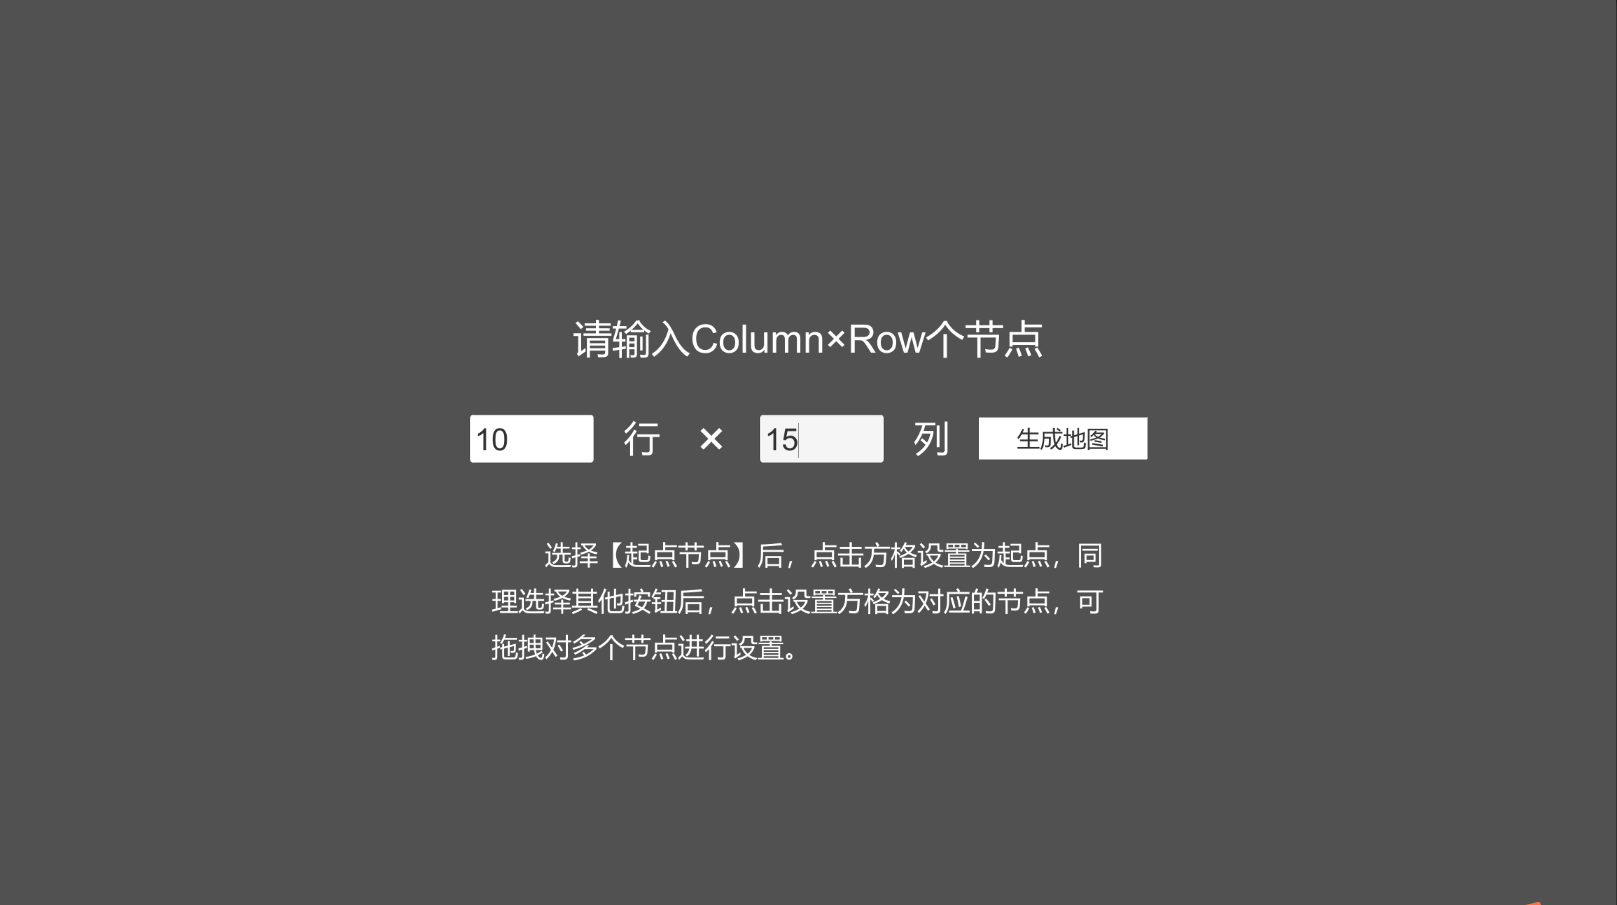 请输入Column×Row个节点
10 行 × 15 列 生成地图
选择【起点节点】后，点击方格设置为起点，同
理选择其他按钮后，点击设置方格为对应的节点，可
拖拽对多个节点进行设置。